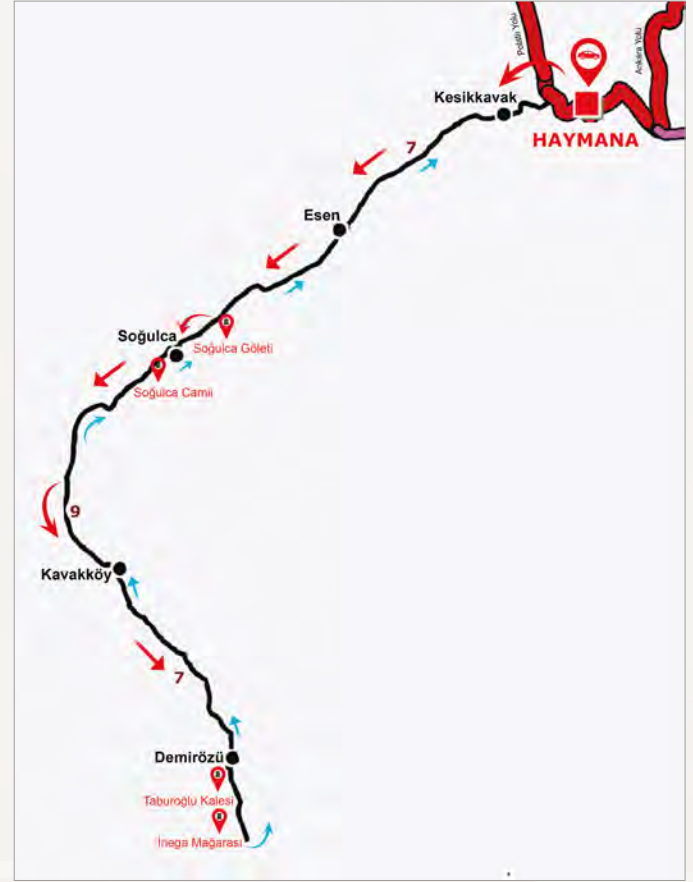 Polatlı Yolu
Ankara Yolu
Kesikkavak
HAYMANA
7
Esen
Soğulca
Soğulca Göleti
Soğulca Camii
9
Kavakköy
7
Demirözü
Taburoğlu Kalesi
İnega Mağarası